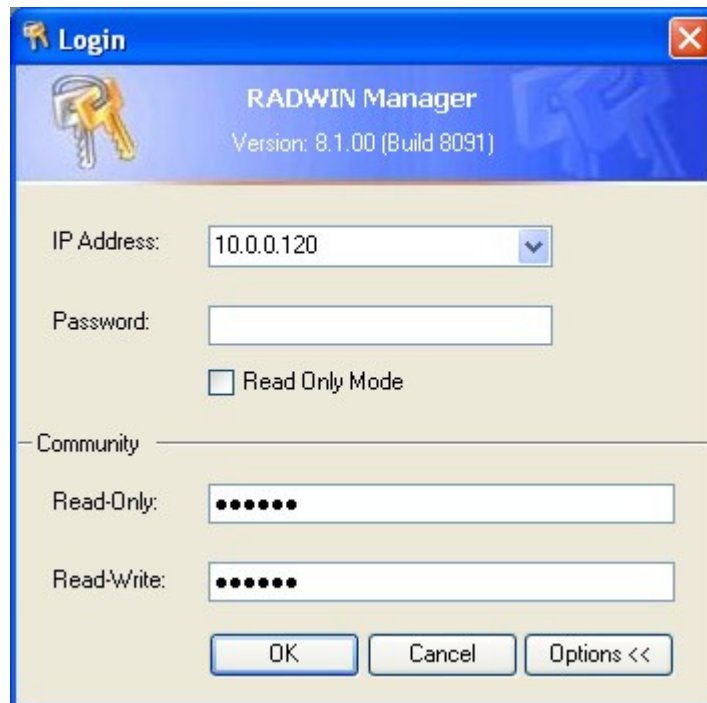 Login
RADWIN Manager
Version: 8.1.00 (Build 8091)
IP Address: 10.0.0.120
Password:
Read Only Mode
Community
Read-Only: ●●●●●●
Read-Write: ●●●●●●
OK Cancel Options <<